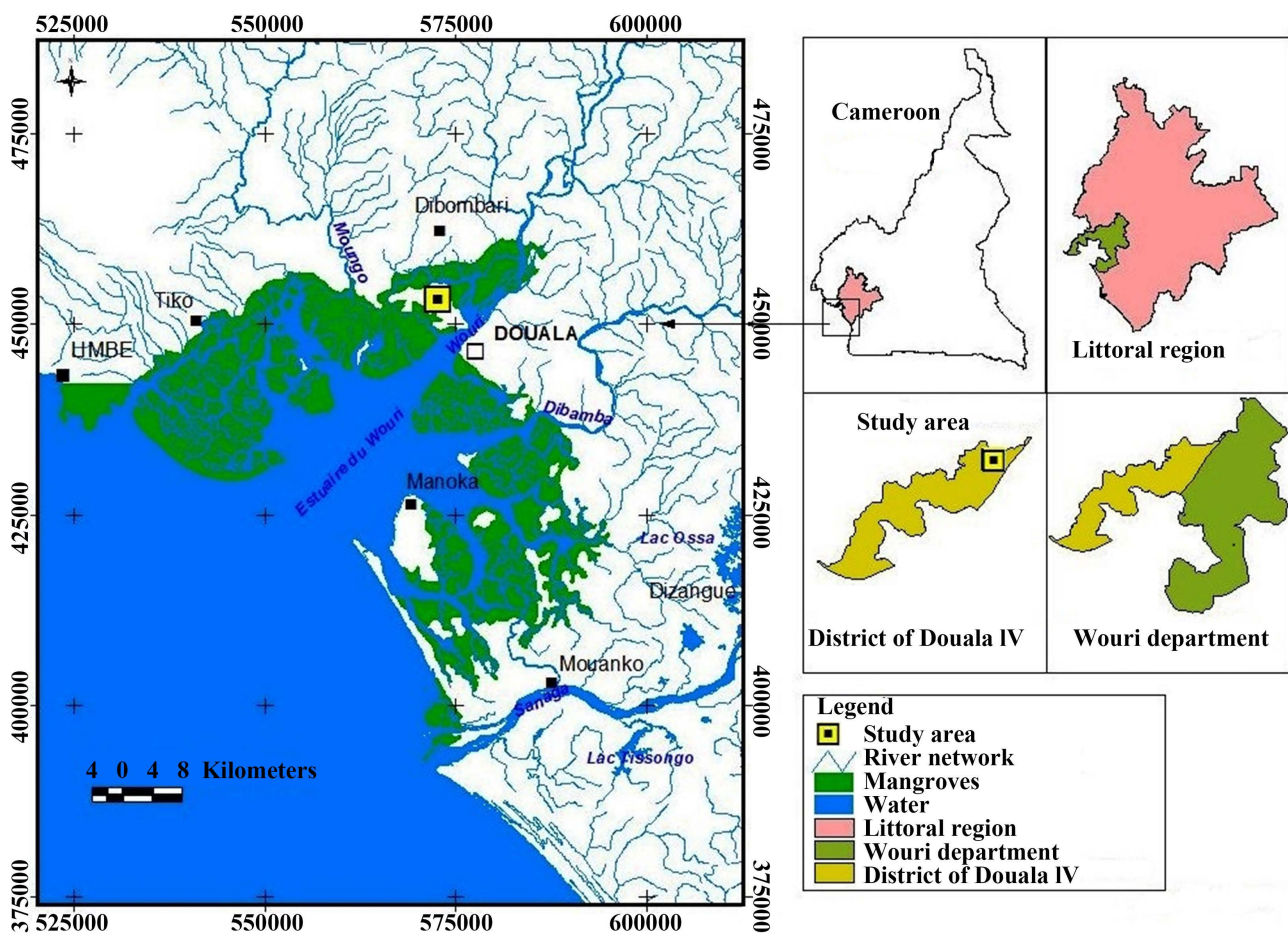 525000
550000
575000
600000
475000
475000
Cameroon
Dibombari
Moungo
Tiko
450000
450000
Wouri
DOUALA
LIMBE
Littoral region
Dibamba
Estuaire du Wouri
Study area
Manoka
425000
425000
Lac Ossa
Dizangue
District of Douala lV
Wouri department
Mouanko
Sanaga
400000
400000
Lac Tissongo
4 0 4 8 Kilometers
Legend
Study area
River network
Mangroves
Water
Littoral region
Wouri department
District of Douala lV
375000
375000
525000
550000
575000
600000